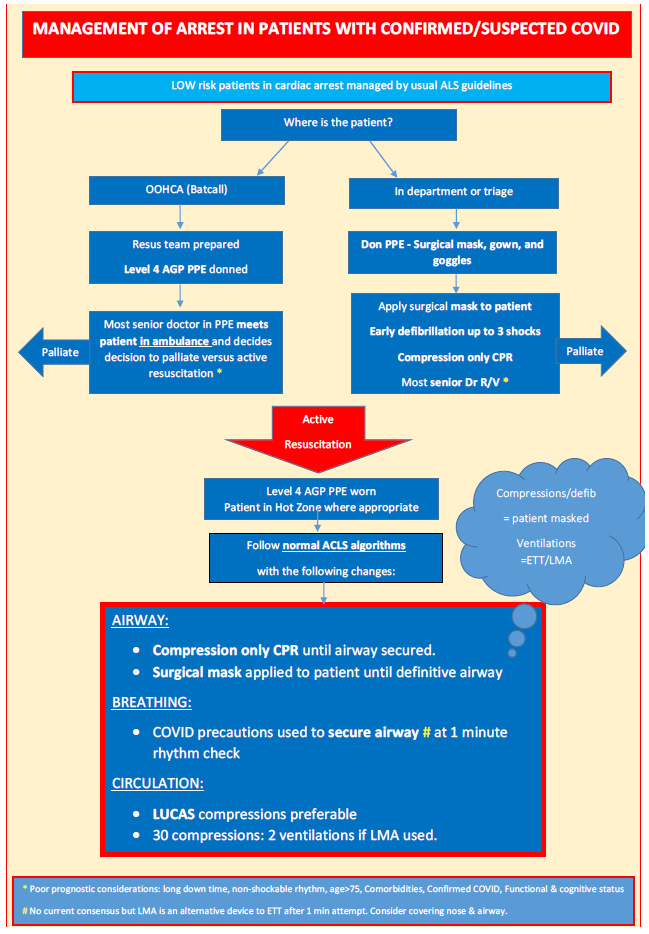 MANAGEMENT OF ARREST IN PATIENTS WITH CONFIRMED/SUSPECTED COVID
LOW risk patients in cardiac arrest managed by usual ALS guidelines
Where is the patient?
OOHCA (Batcall)
Resus team prepared
Level 4 AGP PPE donned
Most senior doctor in PPE meets
patient in ambulance and decides
decision to palliate versus active
resuscitation *
Palliate
In department or triage
Don PPE - Surgical mask, gown, and
goggles
Apply surgical mask to patient
Early defibrillation up to 3 shocks
Compression only CPR
Most senior Dr R/V *
Palliate
Active
Resuscitation
Level 4 AGP PPE worn
Patient in Hot Zone where appropriate
Follow normal ACLS algorithms
with the following changes:
Compressions/defib
= patient masked
Ventilations
=ETT/LMA
AIRWAY:
• Compression only CPR until airway secured.
• Surgical mask applied to patient until definitive airway
BREATHING:
• COVID precautions used to secure airway # at 1 minute
rhythm check
CIRCULATION:
• LUCAS compressions preferable
• 30 compressions: 2 ventilations if LMA used.
* Poor prognostic considerations: long down time, non-shockable rhythm, age>75, Comorbidities, Confirmed COVID, Functional & cognitive status
# No current consensus but LMA is an alternative device to ETT after 1 min attempt. Consider covering nose & airway.